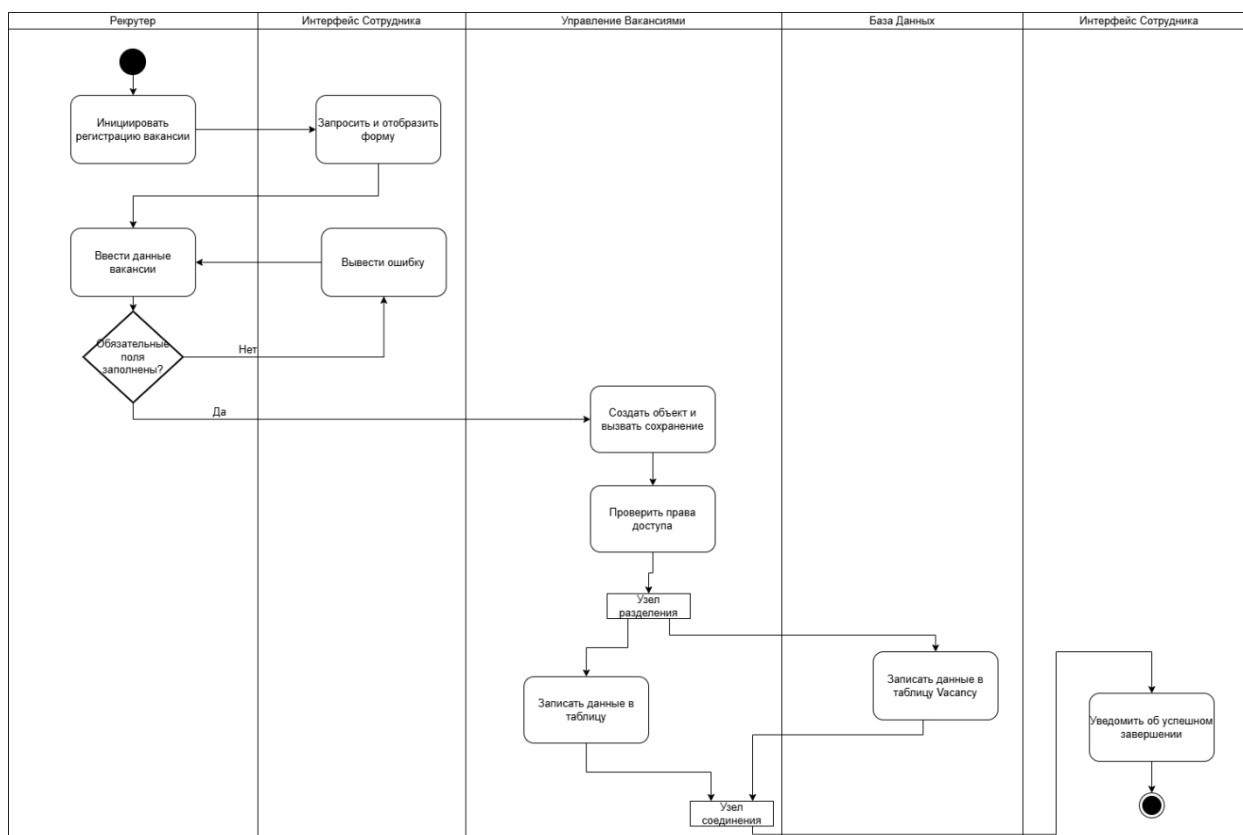 Рекрутер
Интерфейс Сотрудника
Управление Вакансиями
База Данных
Интерфейс Сотрудника
Инициировать
регистрацию вакансии
Запросить и отобразить
форму
Ввести данные
вакансии
Вывести ошибку
Обязательные
поля
заполнены?
Нет
Да
Создать объект и
вызвать сохранение
Проверить права
доступа
Узел
разделения
Записать данные в
таблицу
Записать данные в
таблицу Vacancy
Уведомить об успешном
завершении
Узел
соединения